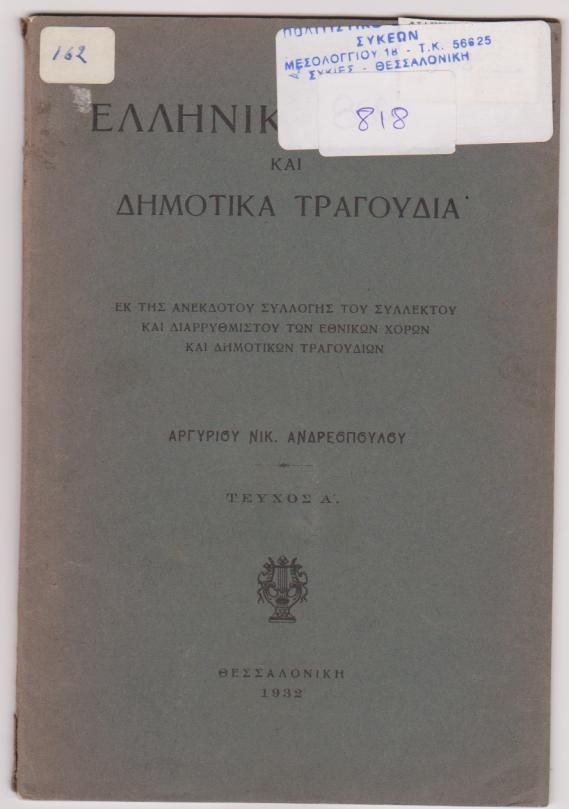 162
ΣΥΚΕΩΝ
ΜΕΣΟΛΟΓΓΙΟΥ 18 - Τ.Κ. 56625
ΣΥΚΙΕΣ - ΘΕΣΣΑΛΟΝΙΚΗ
818
ΚΑΙ
ΔΗΜΟΤΙΚΑ ΤΡΑΓΟΥΔΙΑ
ΕΚ ΤΗΣ ΑΝΕΚΔΟΤΟΥ ΣΥΛΛΟΓΗΣ ΤΟΥ ΣΥΛΛΕΚΤΟΥ
ΚΑΙ ΔΙΑΡΡΥΘΜΙΣΤΟΥ ΤΩΝ ΕΘΝΙΚΩΝ ΧΟΡΩΝ
ΚΑΙ ΔΗΜΟΤΙΚΩΝ ΤΡΑΓΟΥΔΙΩΝ
ΑΡΓΥΡΙΟΥ ΝΙΚ. ΑΝΔΡΕΟΠΟΥΛΟΥ
ΤΕΥΧΟΣ Α΄.
ΘΕΣΣΑΛΟΝΙΚΗ
1932